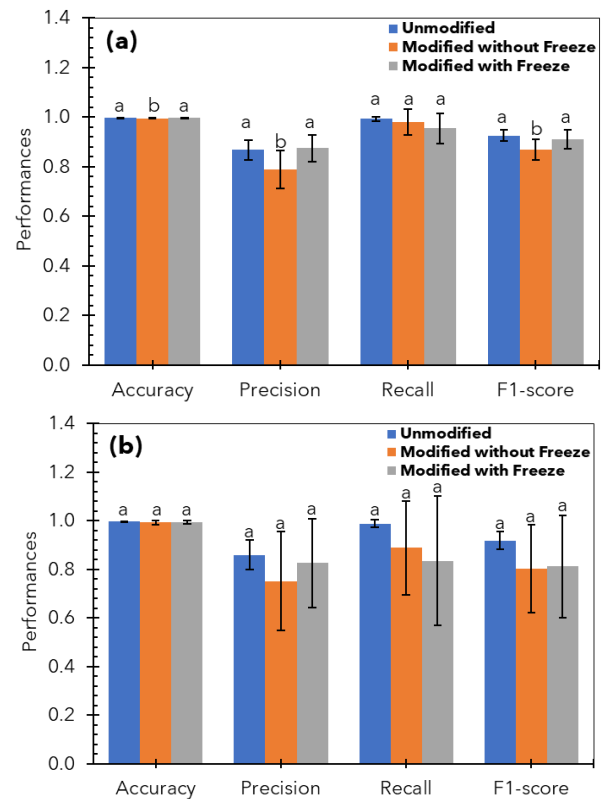 1.4
(a)
Unmodified
Modified without Freeze
Modified with Freeze
1.2
a b a
a b a
a a a
a b a
1.0
0.8
0.6
0.4
0.2
0.0
Performances
Accuracy Precision Recall F1-score
1.4
(b)
Unmodified
Modified without Freeze
Modified with Freeze
1.2
a a a
a a a
a a a
a a a
1.0
0.8
0.6
0.4
0.2
0.0
Performances
Accuracy Precision Recall F1-score